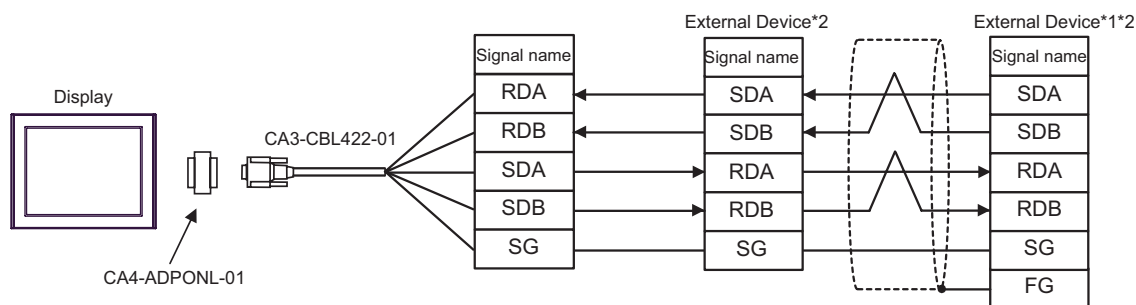 External Device*2
External Device*1*2
Signal name
Signal name
Signal name
Display
CA3-CBL422-01
CA4-ADPONL-01
RDA
SDA
SDA
RDB
SDB
SDB
SDA
RDA
RDA
SDB
RDB
RDB
SG
SG
SG
FG